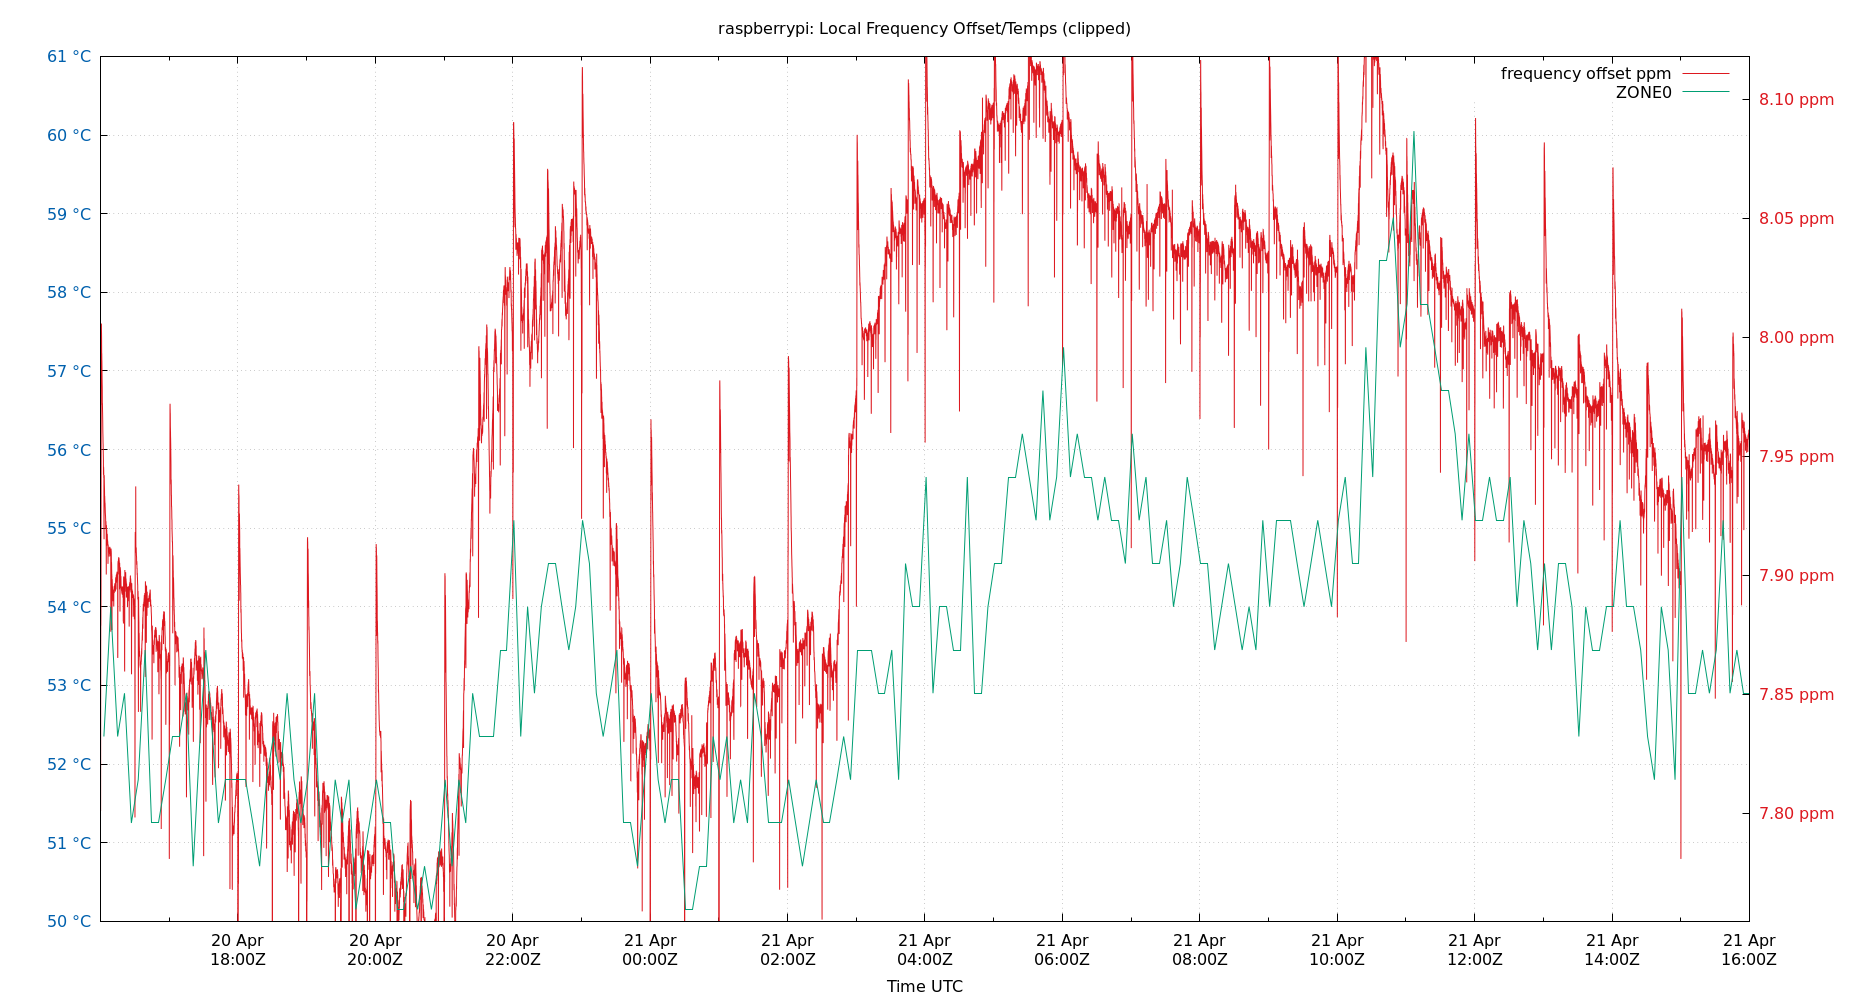 raspberrypi: Local Frequency Offset/Temps (clipped)
frequency offset ppm
ZONE0
61 °C
60 °C
59 °C
58 °C
57 °C
56 °C
55 °C
54 °C
53 °C
52 °C
51 °C
50 °C
8.10 ppm
8.05 ppm
8.00 ppm
7.95 ppm
7.90 ppm
7.85 ppm
7.80 ppm
20 Apr 20 Apr 20 Apr 21 Apr 21 Apr 21 Apr 21 Apr 21 Apr 21 Apr 21 Apr 21 Apr 21 Apr
18:00Z 20:00Z 22:00Z 00:00Z 02:00Z 04:00Z 06:00Z 08:00Z 10:00Z 12:00Z 14:00Z 16:00Z
Time UTC